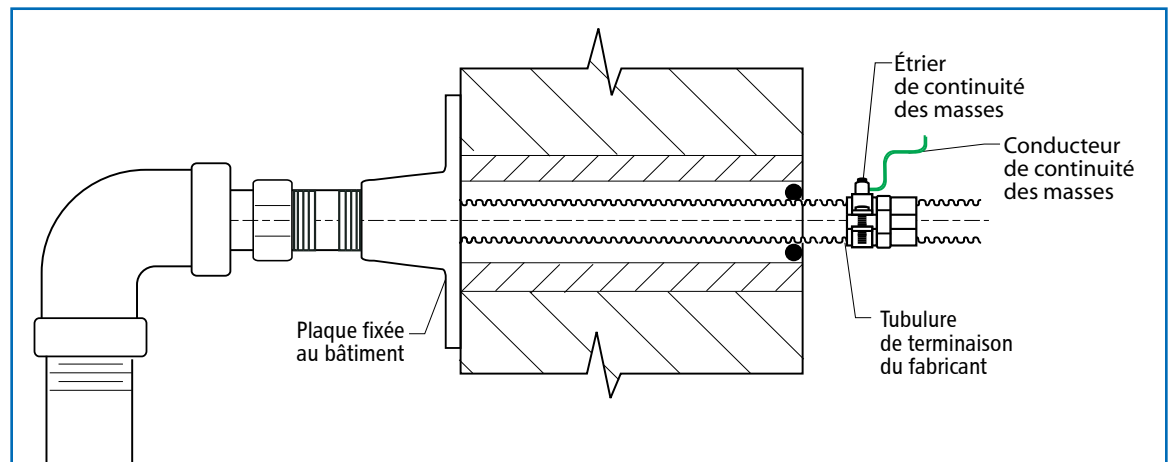 Étrier
de continuité
des masses
Conducteur
de continuité
des masses
Plaque fixée
au bâtiment
Tubulure
de terminaison
du fabricant